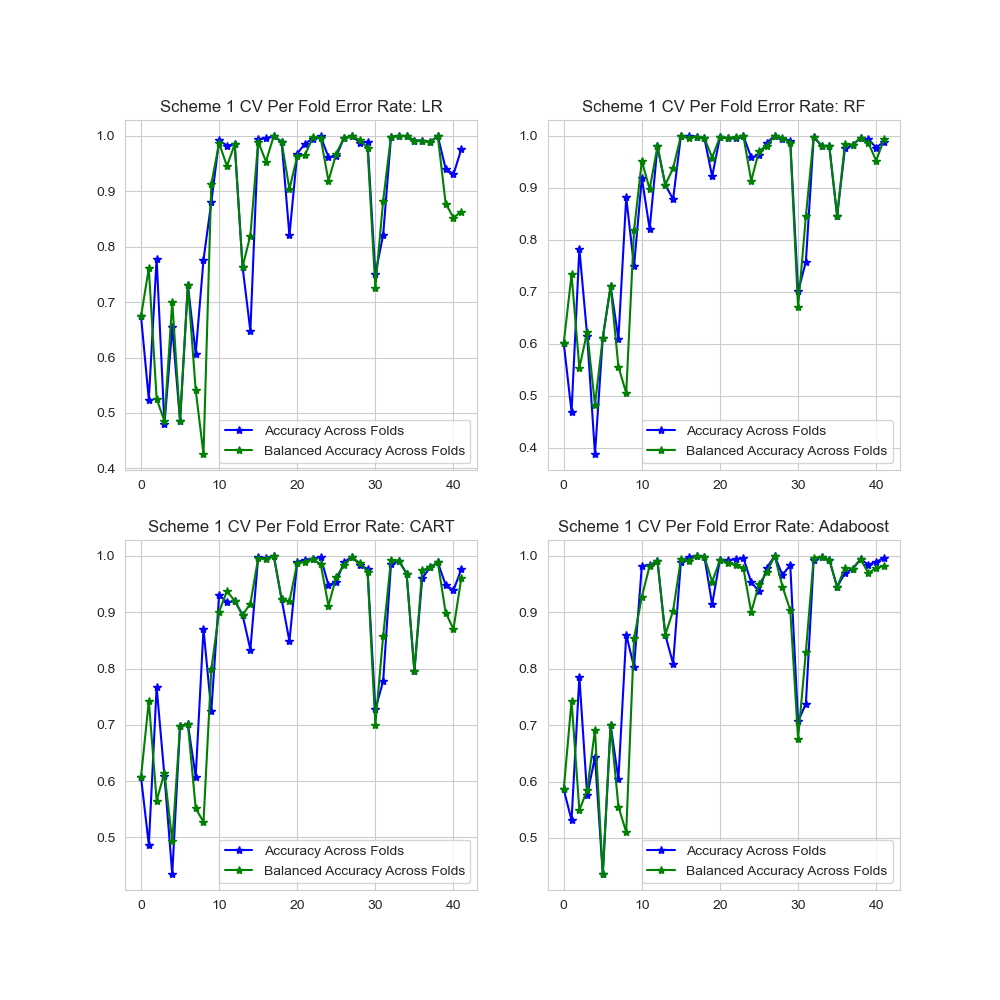 Scheme 1 CV Per Fold Error Rate: LR
1.0
0.9
0.8
0.7
0.6
0.5
0.4
0 10 20 30 40
Accuracy Across Folds
Balanced Accuracy Across Folds
Scheme 1 CV Per Fold Error Rate: RF
1.0
0.9
0.8
0.7
0.6
0.5
0.4
0 10 20 30 40
Accuracy Across Folds
Balanced Accuracy Across Folds
Scheme 1 CV Per Fold Error Rate: CART
1.0
0.9
0.8
0.7
0.6
0.5
0 10 20 30 40
Accuracy Across Folds
Balanced Accuracy Across Folds
Scheme 1 CV Per Fold Error Rate: Adaboost
1.0
0.9
0.8
0.7
0.6
0.5
0 10 20 30 40
Accuracy Across Folds
Balanced Accuracy Across Folds